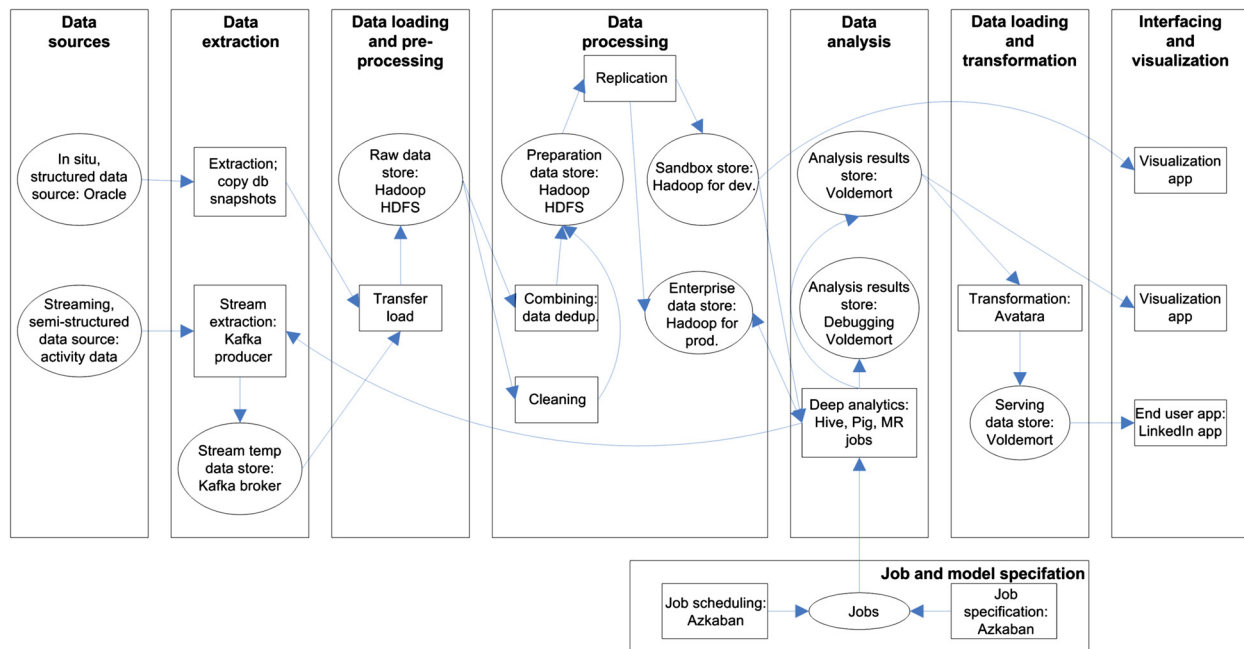 Data
sources
In situ,
structured data
source: Oracle
Streaming,
semi-structured
data source:
activity data
Data
extraction
Extraction;
copy db
snapshots
Stream
extraction:
Kafka
producer
Stream temp
data store:
Kafka broker
Data loading
and pre-
processing
Raw data
store:
Hadoop
HDFS
Transfer
load
Data
processing
Replication
Preparation
data store:
Hadoop
HDFS
Sandbox store:
Hadoop for dev.
Combining:
data dedup.
Enterprise
data store:
Hadoop for
prod.
Cleaning
Data
analysis
Analysis results
store:
Voldemort
Analysis results
store:
Debugging
Voldemort
Deep analytics:
Hive, Pig, MR
jobs
Data loading
and
transformation
Transformation:
Avatara
Serving
data store:
Voldemort
Interfacing
and
visualization
Visualization
app
Visualization
app
End user app:
LinkedIn app
Job and model specifation
Job scheduling:
Azkaban
Jobs
Job
specification:
Azkaban